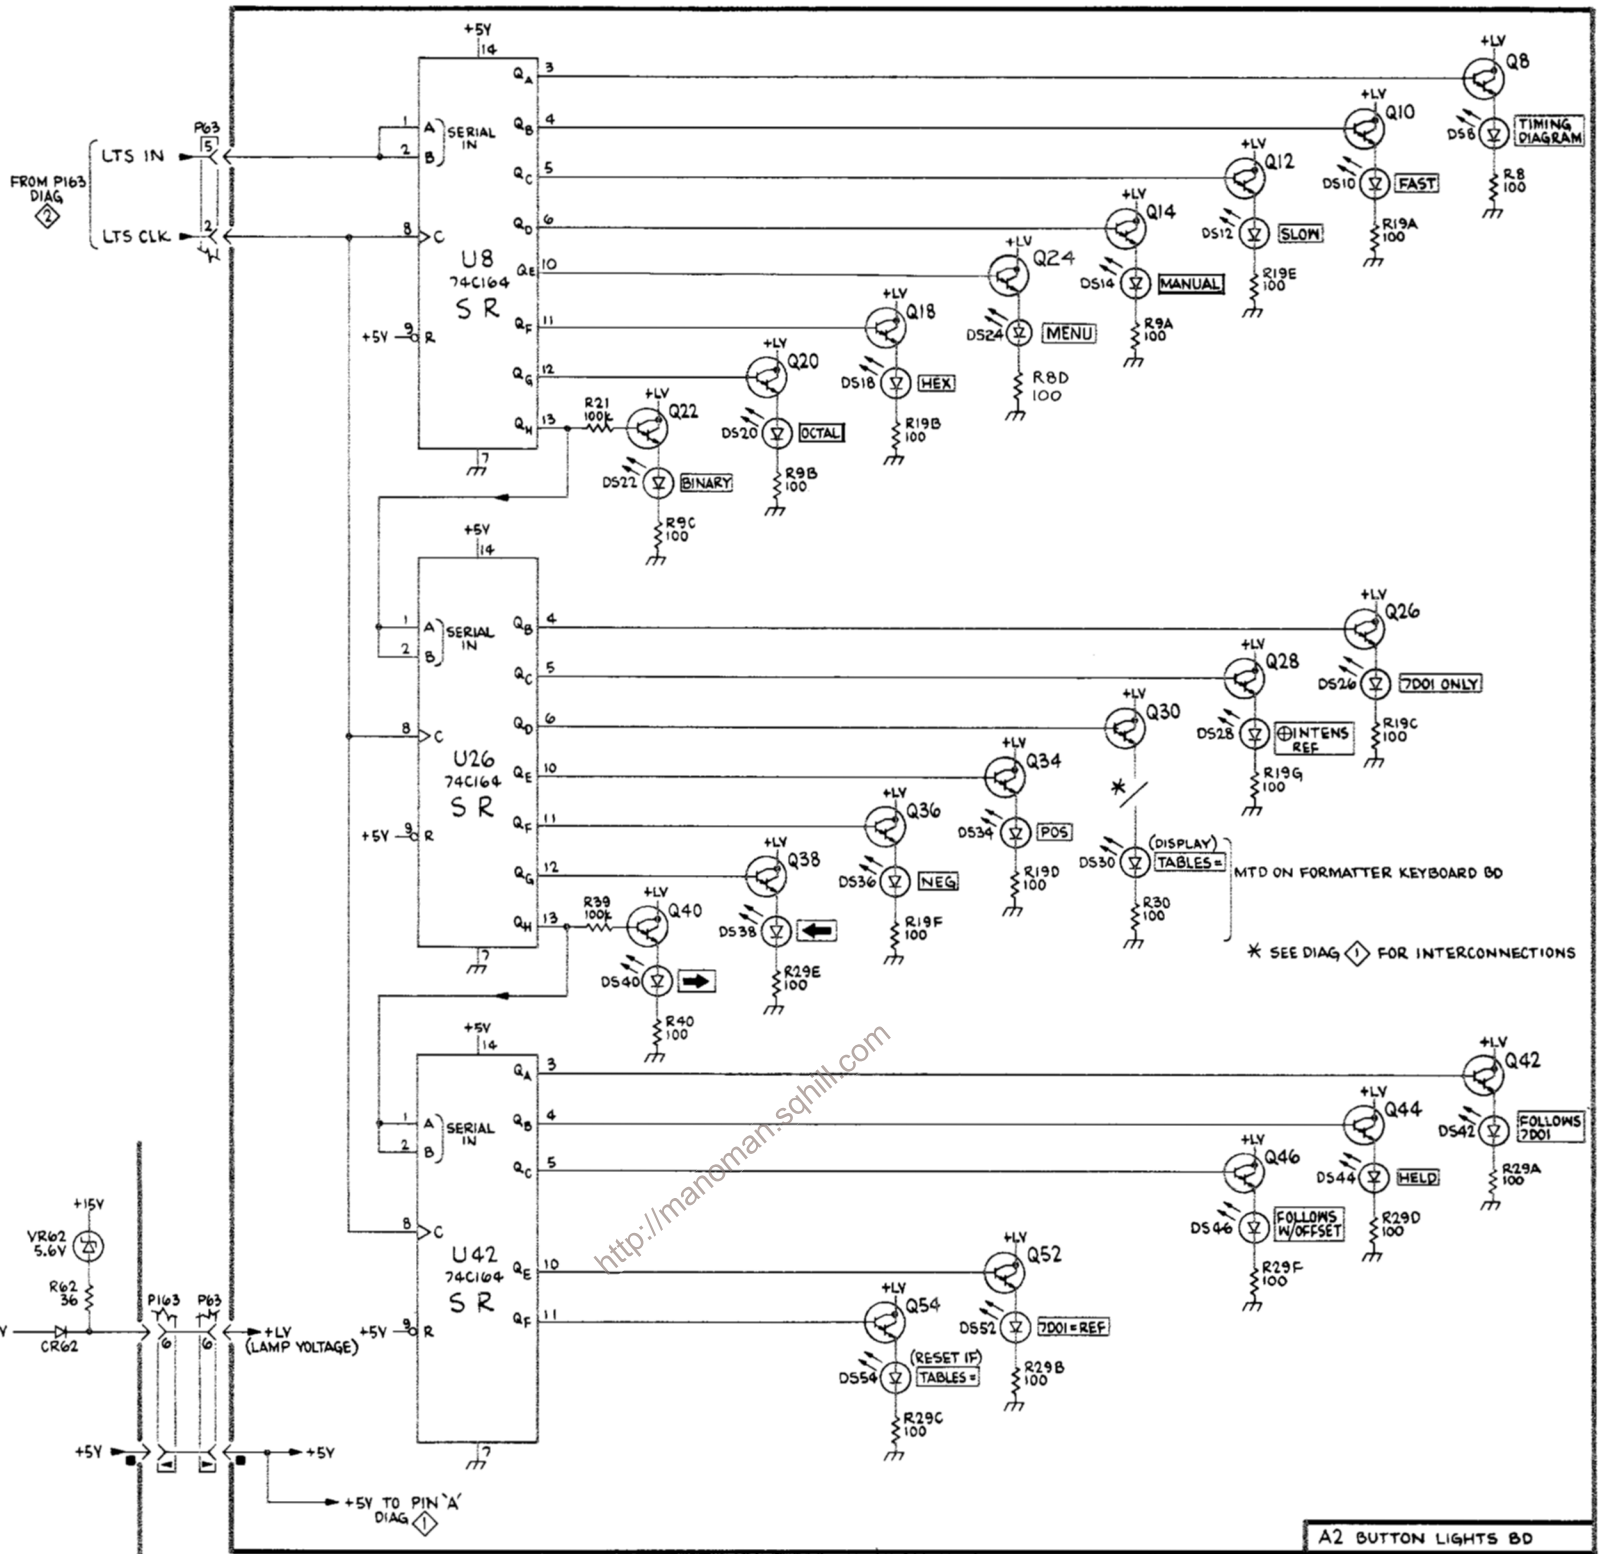 +5V
14
QA 3
+LV
Q8
DS8
TIMING
DIAGRAM
R8
100
QB 4
+LV
Q10
DS10
FAST
R19A
100
QC 5
+LV
Q12
DS12
SLOW
R19E
100
QD 6
+LV
Q14
DS14
MANUAL
R9A
100
QE 10
+LV
Q24
DS24
MENU
R8D
100
QF 11
+LV
Q18
DS18
HEX
R19B
100
QG 12
+LV
Q20
DS20
OCTAL
R9B
100
QH 13
R21
100K
+LV
Q22
DS22
BINARY
R9C
100
1 A
2 B
SERIAL
IN
P63
5
LTS IN
FROM P163
DIAG
2
LTS CLK
2
8 C
U8
74C164
SR
+5V 9 R
7
+5V
14
1 A
2 B
SERIAL
IN
QB 4
+LV
Q26
DS26
7D01 ONLY
R19C
100
QC 5
+LV
Q28
DS28
⊕INTENS
REF
R19G
100
QD 6
+LV
Q30
*
(DISPLAY)
DS30
TABLES=
R30
100
MTD ON FORMATTER KEYBOARD BD
* SEE DIAG 1 FOR INTERCONNECTIONS
8 C
U26
74C164
SR
QE 10
+LV
Q34
DS34
POS
R19D
100
QF 11
+LV
Q36
DS36
NEG
R19F
100
+5V 9 R
QG 12
+LV
Q38
DS38
R29E
100
QH 13
R39
100K
+LV
Q40
DS40
R40
100
7
+5V
14
QA 3
+LV
Q42
DS42
FOLLOWS
7D01
R29A
100
1 A
2 B
SERIAL
IN
QB 4
+LV
Q44
DS44
HELD
R29D
100
QC 5
+LV
Q46
DS46
FOLLOWS
W/OFFSET
R29F
100
8 C
U42
74C164
SR
QE 10
+LV
Q52
DS52
7D01=REF
R29B
100
QF 11
+LV
Q54
(RESET IF)
DS54
TABLES=
R29C
100
+5V 9 R
7
+15V
VR62
5.6V
R62
36
V
CR62
P163
P63
6
6
+LV
(LAMP VOLTAGE)
+5V
+5V
+5V TO PIN 'A'
DIAG 1
http://manoman.sqhill.com
A2 BUTTON LIGHTS BD